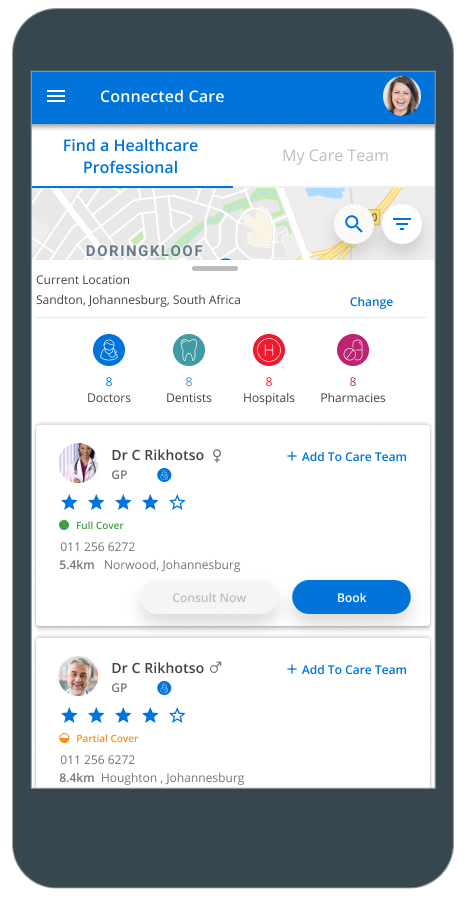 Connected Care
Find a Healthcare
Professional
My Care Team
DORINGKLOOF
Current Location
Sandton, Johannesburg, South Africa
Change
H
8 8 8 8
Doctors Dentists Hospitals Pharmacies
Dr C Rikhotso
+ Add To Care Team
GP
Full Cover
011 256 6272
5.4km Norwood, Johannesburg
Consult Now Book
Dr C Rikhotso
+ Add To Care Team
GP
Partial Cover
011 256 6272
8.4km Houghton , Johannesburg